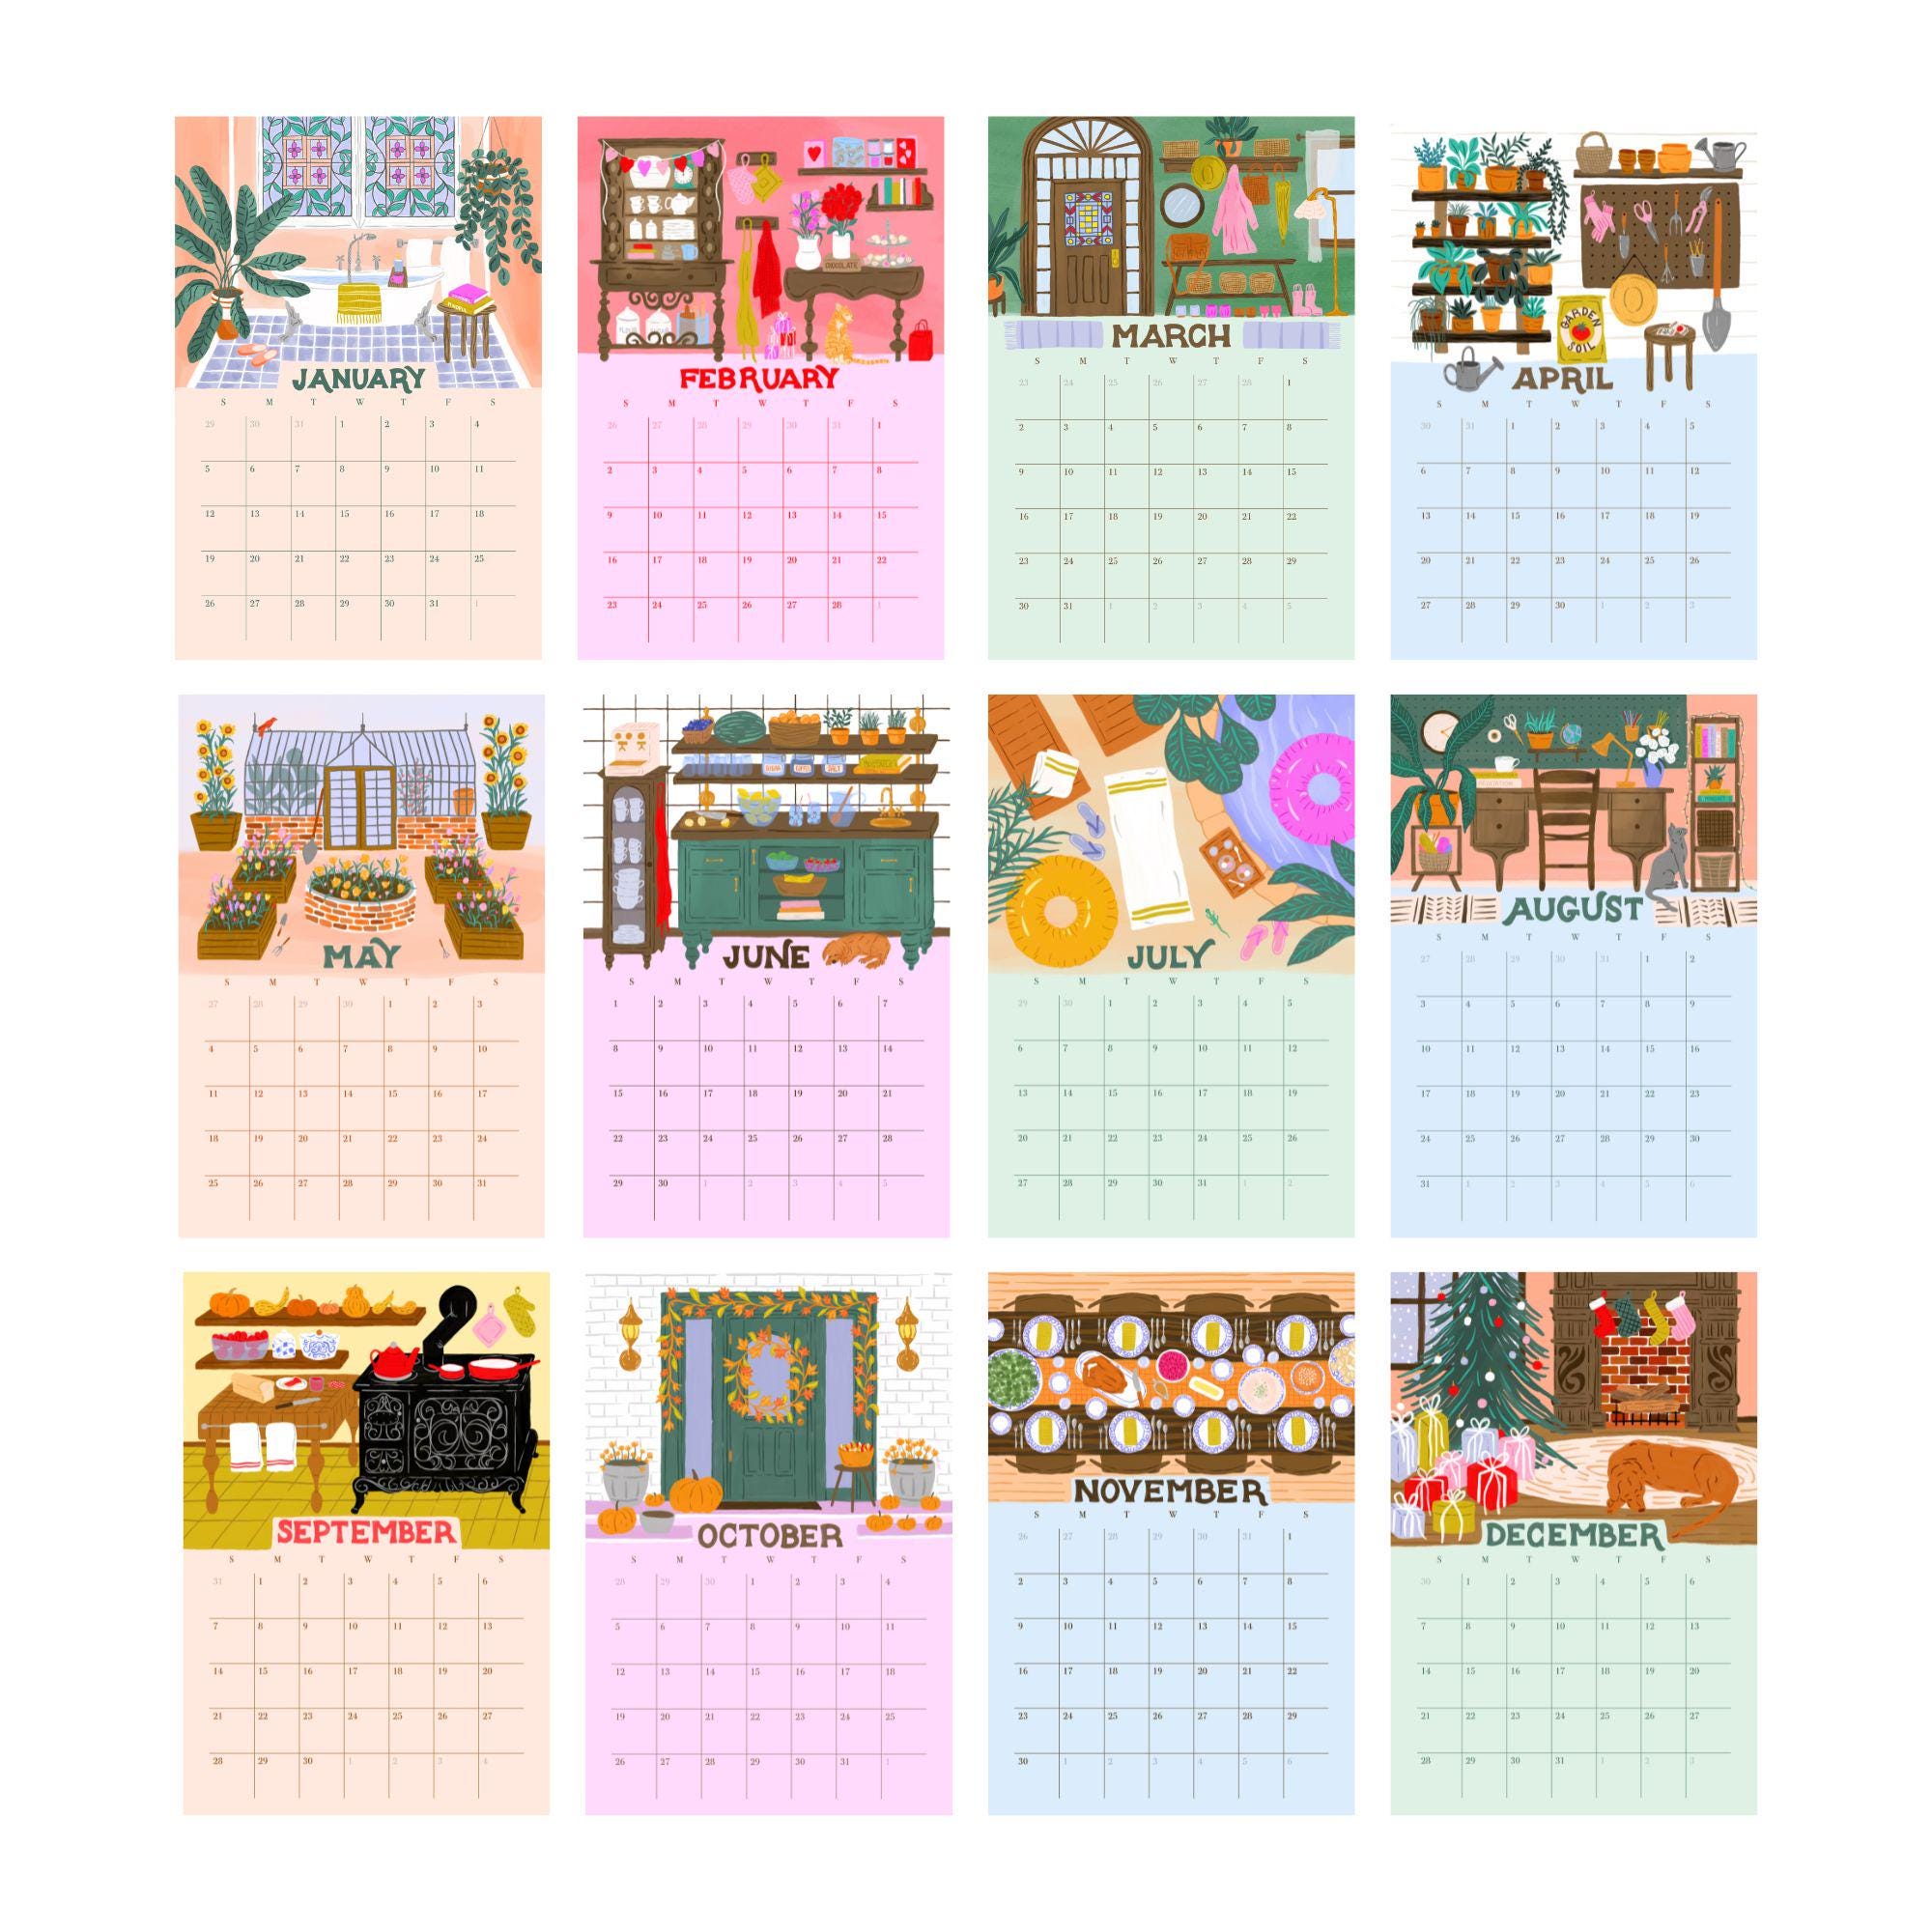 JANUARY
S M T W T F S
29 30 31 1 2 3 4
5 6 7 8 9 10 11
12 13 14 15 16 17 18
19 20 21 22 23 24 25
26 27 28 29 30 31 1
CHOCOLATE
FEBRUARY
S M T W T F S
26 27 28 29 30 31 1
2 3 4 5 6 7 8
9 10 11 12 13 14 15
16 17 18 19 20 21 22
23 24 25 26 27 28 1
MARCH
S M T W T F S
23 24 25 26 27 28 1
2 3 4 5 6 7 8
9 10 11 12 13 14 15
16 17 18 19 20 21 22
23 24 25 26 27 28 29
30 31 1 2 3 4 5
GARDEN
SOIL
APRIL
S M T W T F S
30 31 1 2 3 4 5
6 7 8 9 10 11 12
13 14 15 16 17 18 19
20 21 22 23 24 25 26
27 28 29 30 1 2 3
MAY
S M T W T F S
27 28 29 30 1 2 3
4 5 6 7 8 9 10
11 12 13 14 15 16 17
18 19 20 21 22 23 24
25 26 27 28 29 30 31
SALT
JUNE
S M T W T F S
1 2 3 4 5 6 7
8 9 10 11 12 13 14
15 16 17 18 19 20 21
22 23 24 25 26 27 28
29 30 1 2 3 4 5
JULY
S M T W T F S
29 30 1 2 3 4 5
6 7 8 9 10 11 12
13 14 15 16 17 18 19
20 21 22 23 24 25 26
27 28 29 30 31 1 2
AUGUST
S M T W T F S
27 28 29 30 31 1 2
3 4 5 6 7 8 9
10 11 12 13 14 15 16
17 18 19 20 21 22 23
24 25 26 27 28 29 30
31 1 2 3 4 5 6
SEPTEMBER
S M T W T F S
31 1 2 3 4 5 6
7 8 9 10 11 12 13
14 15 16 17 18 19 20
21 22 23 24 25 26 27
28 29 30 1 2 3 4
OCTOBER
S M T W T F S
28 29 30 1 2 3 4
5 6 7 8 9 10 11
12 13 14 15 16 17 18
19 20 21 22 23 24 25
26 27 28 29 30 31 1
NOVEMBER
S M T W T F S
26 27 28 29 30 31 1
2 3 4 5 6 7 8
9 10 11 12 13 14 15
16 17 18 19 20 21 22
23 24 25 26 27 28 29
30 1 2 3 4 5 6
DECEMBER
S M T W T F S
30 1 2 3 4 5 6
7 8 9 10 11 12 13
14 15 16 17 18 19 20
21 22 23 24 25 26 27
28 29 30 31 1 2 3